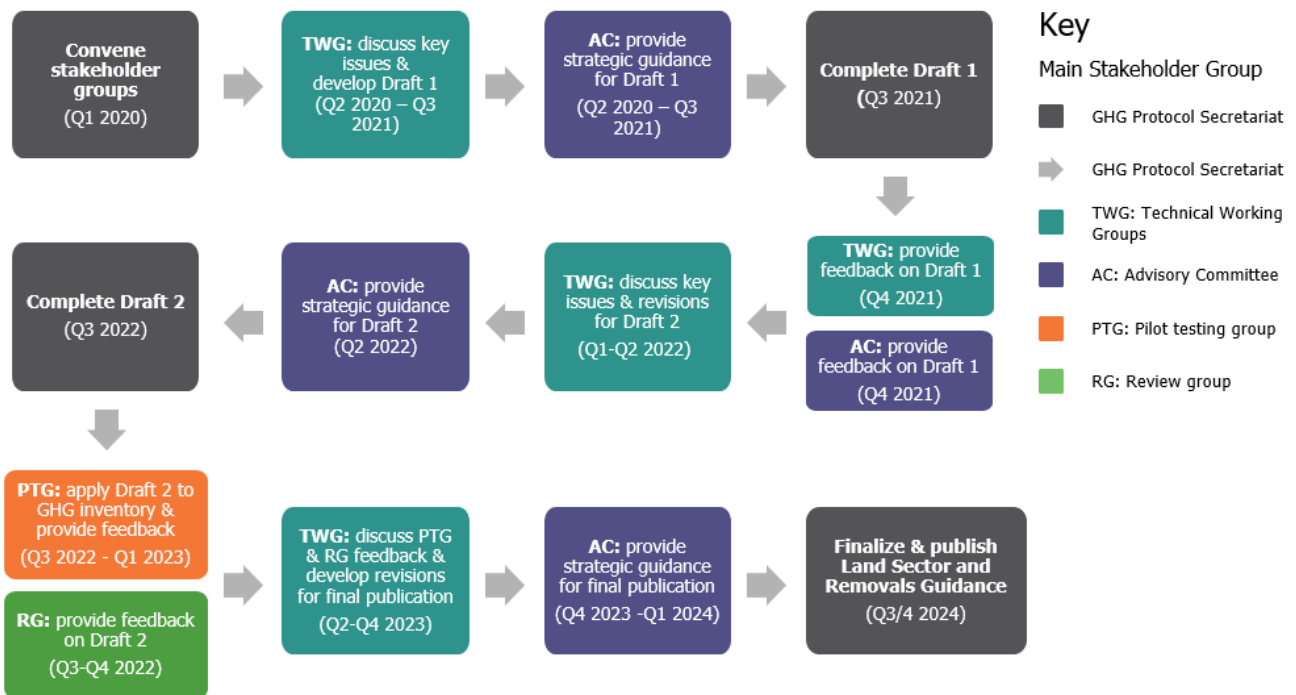 Convene
stakeholder
groups
(Q1 2020)
TWG: discuss key
issues &
develop Draft 1
(Q2 2020 – Q3
2021)
AC: provide
strategic guidance
for Draft 1
(Q2 2020 – Q3
2021)
Complete Draft 1
(Q3 2021)
TWG: provide
feedback on Draft 1
(Q4 2021)
AC: provide
feedback on Draft 1
(Q4 2021)
TWG: discuss key
issues & revisions
for Draft 2
(Q1-Q2 2022)
AC: provide
strategic guidance
for Draft 2
(Q2 2022)
Complete Draft 2
(Q3 2022)
PTG: apply Draft 2 to
GHG inventory &
provide feedback
(Q3 2022 - Q1 2023)
RG: provide feedback
on Draft 2
(Q3-Q4 2022)
TWG: discuss PTG
& RG feedback &
develop revisions
for final publication
(Q2-Q4 2023)
AC: provide
strategic guidance
for final publication
(Q4 2023 -Q1 2024)
Finalize & publish
Land Sector and
Removals Guidance
(Q3/4 2024)
Key
Main Stakeholder Group
GHG Protocol Secretariat
GHG Protocol Secretariat
TWG: Technical Working
Groups
AC: Advisory Committee
PTG: Pilot testing group
RG: Review group